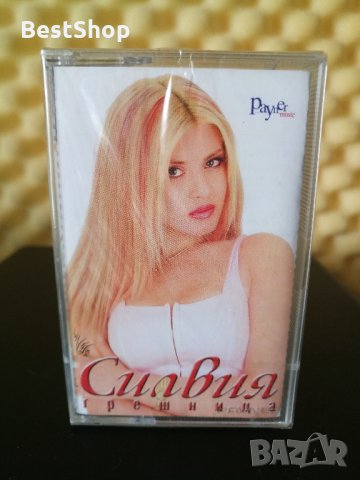 BestShop
Payner
music
Силвия
грешница
BAZAR